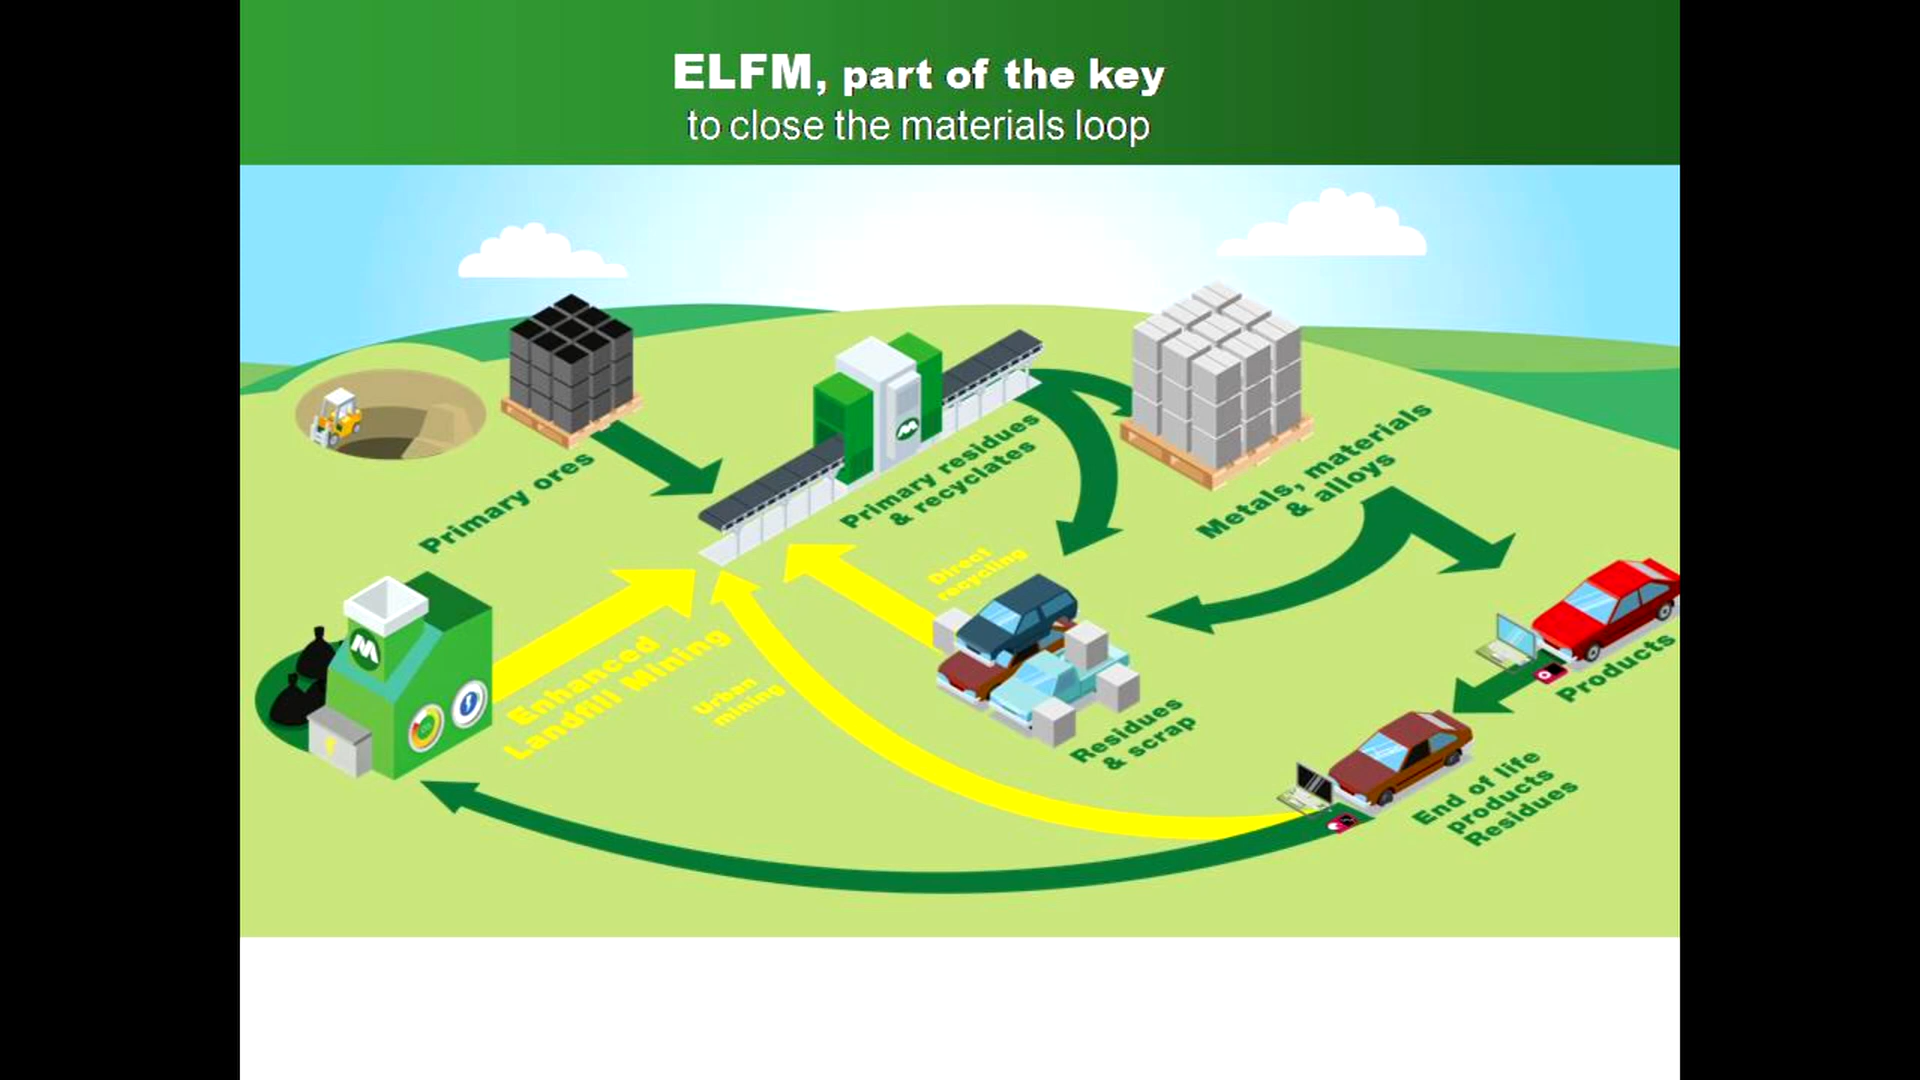 ELFM, part of the key
to close the materials loop
Primary ores
Primary residues
& recyclates
Metals, materials
& alloys
Direct
recycling
Enhanced
Landfill Mining
Urban
mining
Residues
& scrap
Products
End of life
products
Residues